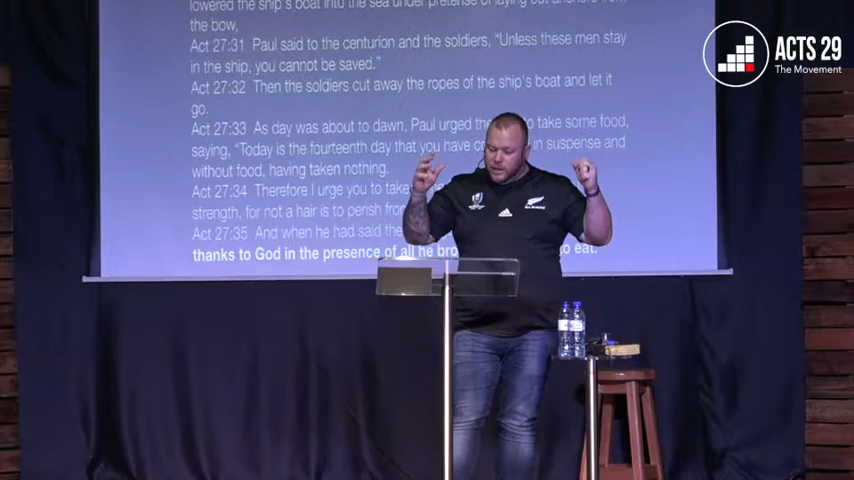 lowered the ship's boat into the sea under pretense of laying out anchors from
the bow,
Act 27:31 Paul said to the centurion and the soldiers, "Unless these men stay
in the ship, you cannot be saved."
Act 27:32 Then the soldiers cut away the ropes of the ship's boat and let it
go.
Act 27:33 As day was about to dawn, Paul urged them to take some food,
saying, "Today is the fourteenth day that you have in suspense and
without food, having taken nothing.
Act 27:34 Therefore I urge you to take
strength, for not a hair is to perish from
Act 27:35 And when he had said the
thanks to God in the presence of all he bro to eat.
ACTS 29
The Movement
adidas